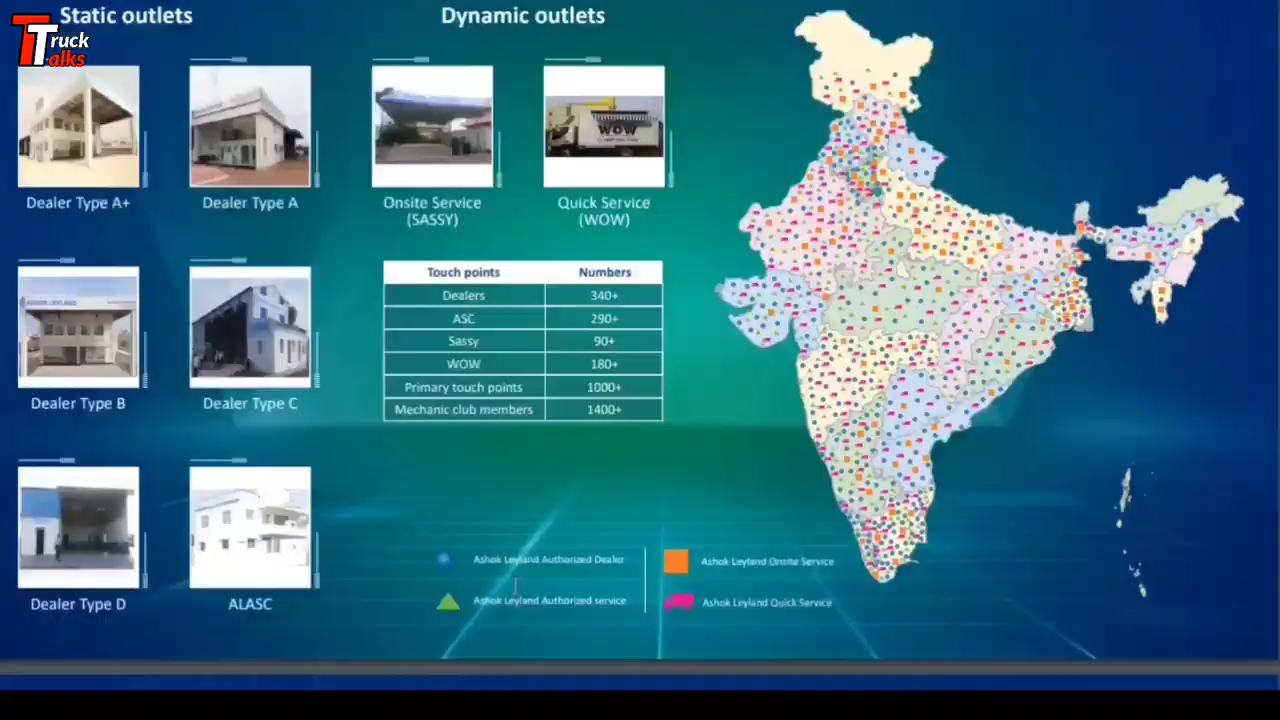 Static outlets
Dynamic outlets
Truck
Talks
Dealer Type A+
Dealer Type A
Onsite Service
(SASSY)
WOW
Quick Service
(WOW)
Touch points Numbers
Dealers 340+
ASC 290+
Sassy 90+
WOW 180+
Primary touch points 1000+
Mechanic club members 1400+
ASHOK LEYLAND
Dealer Type B
Dealer Type C
Dealer Type D
ALASC
Ashok Leyland Authorized Dealer
Ashok Leyland Onsite Service
Ashok Leyland Authorized service
Ashok Leyland Quick Service